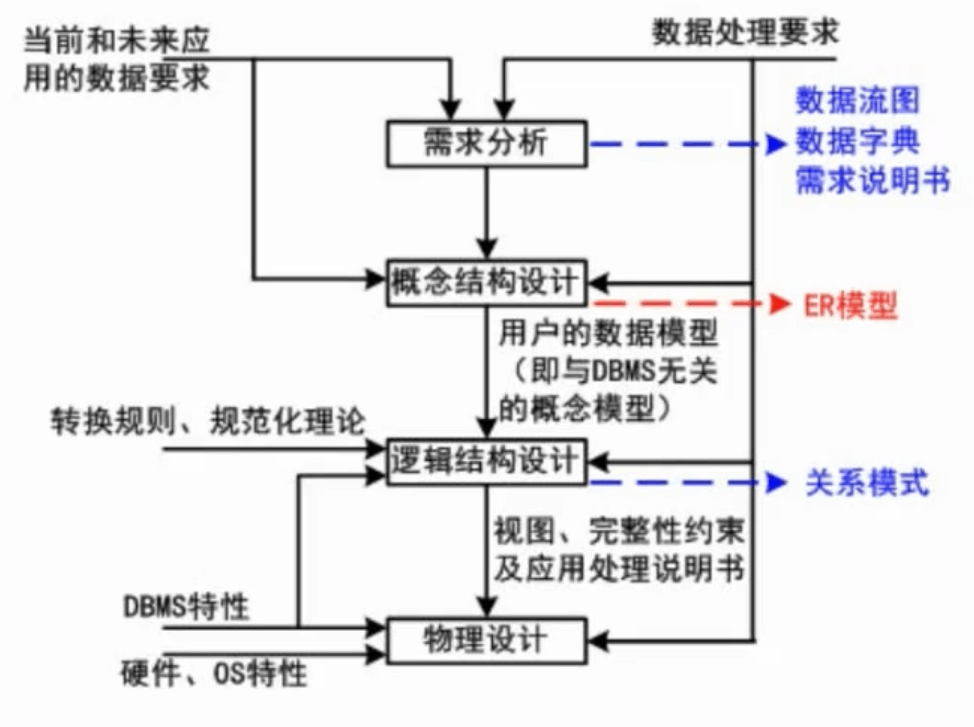 当前和未来应
用的数据要求
数据处理要求
数据流图
数据字典
需求说明书
需求分析
概念结构设计
ER模型
用户的数据模型
（即与DBMS无关
的概念模型）
转换规则、规范化理论
逻辑结构设计
关系模式
视图、完整性约束
及应用处理说明书
DBMS特性
物理设计
硬件、OS特性